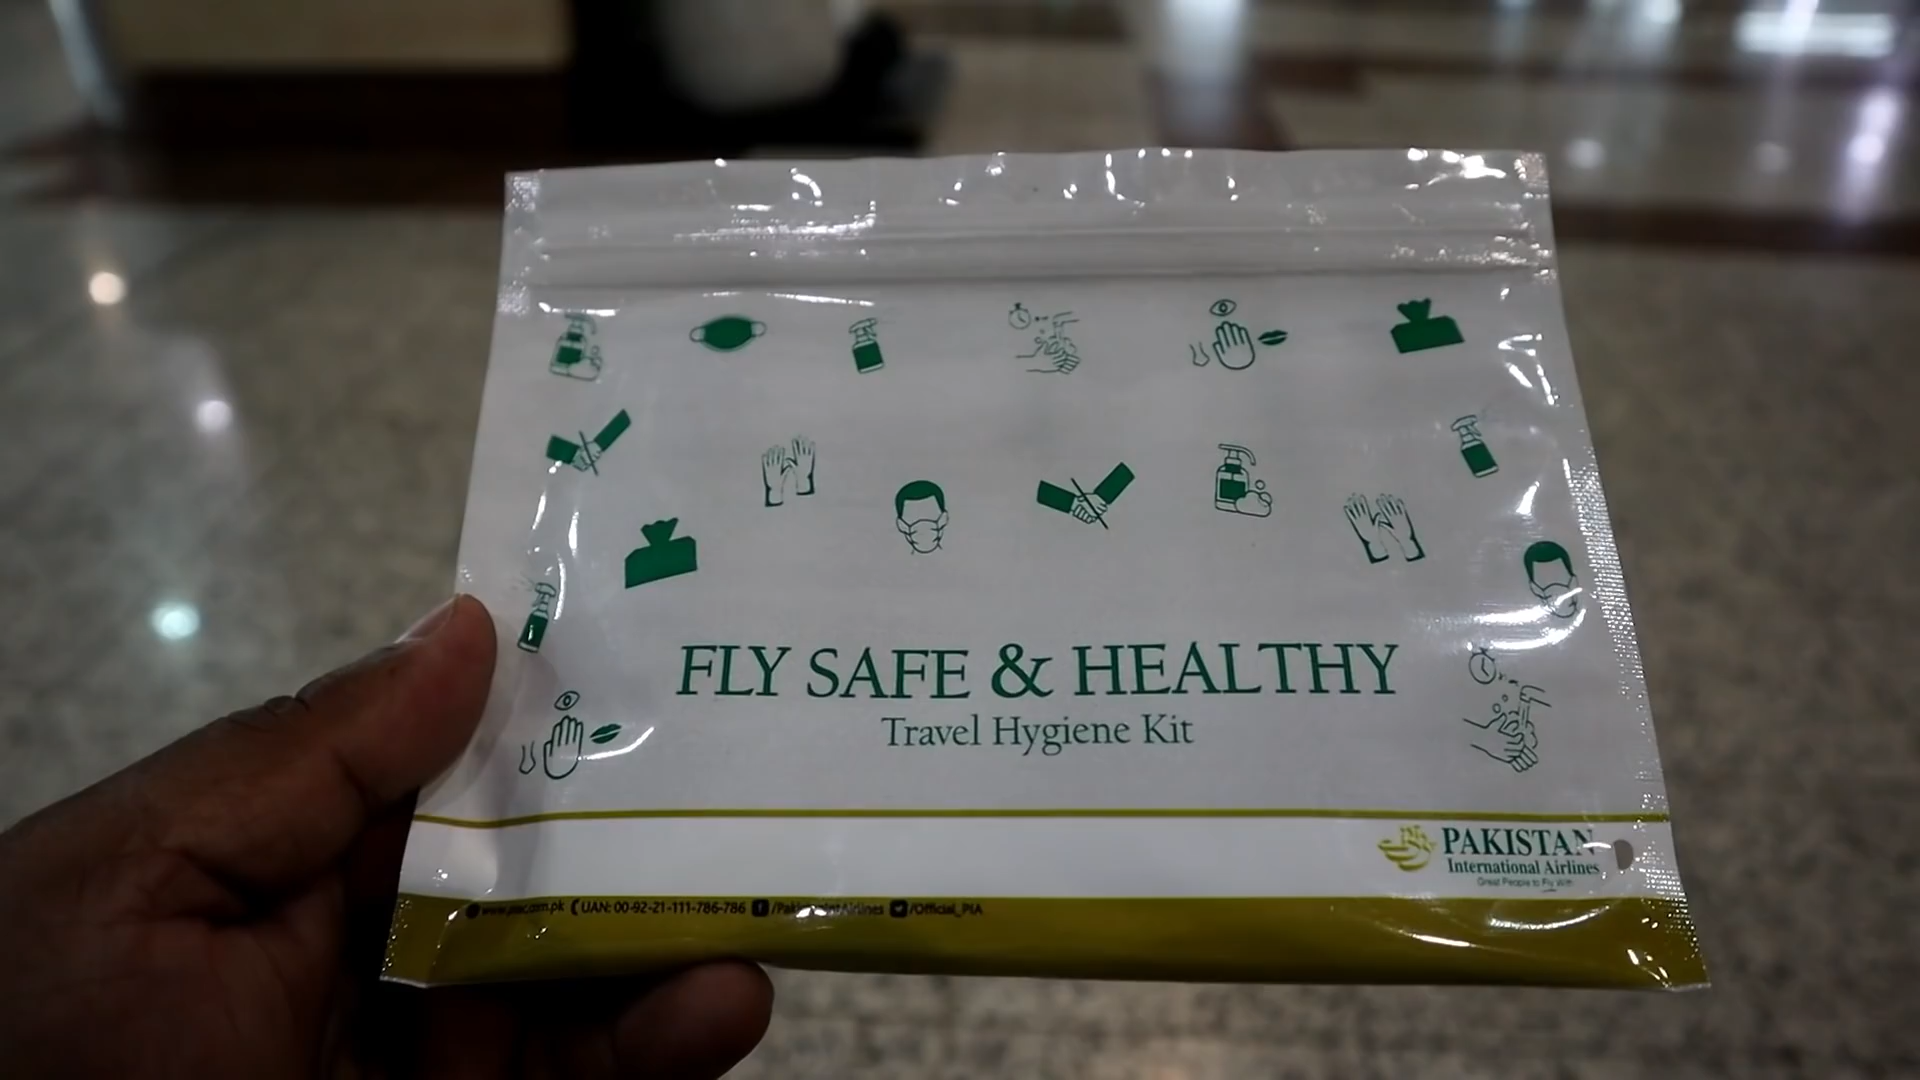 FLY SAFE & HEALTHY
Travel Hygiene Kit
PAKISTAN
International Airlines
Great People to Fly With
UAN: 00-92-21-111-786-786 /Official_PIA